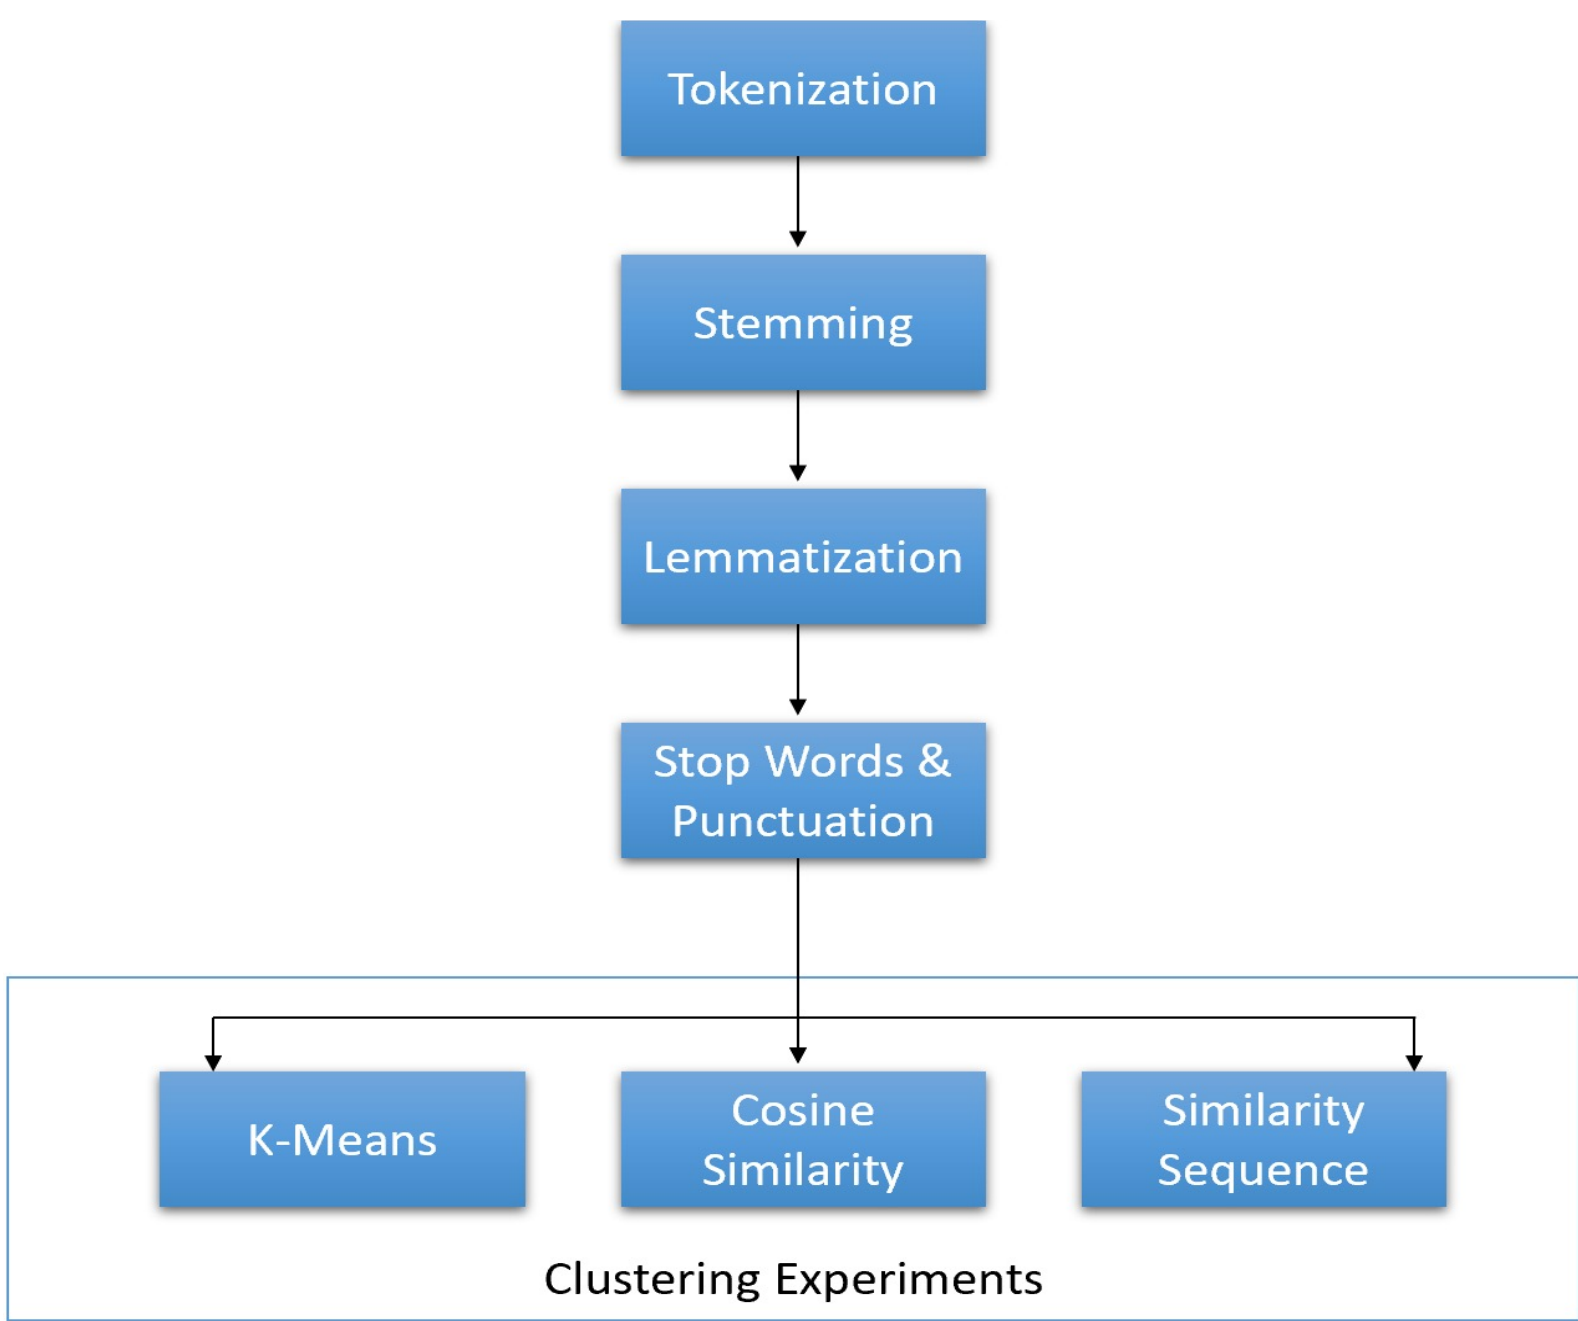 Tokenization
Stemming
Lemmatization
Stop Words &
Punctuation
K-Means
Cosine
Similarity
Similarity
Sequence
Clustering Experiments